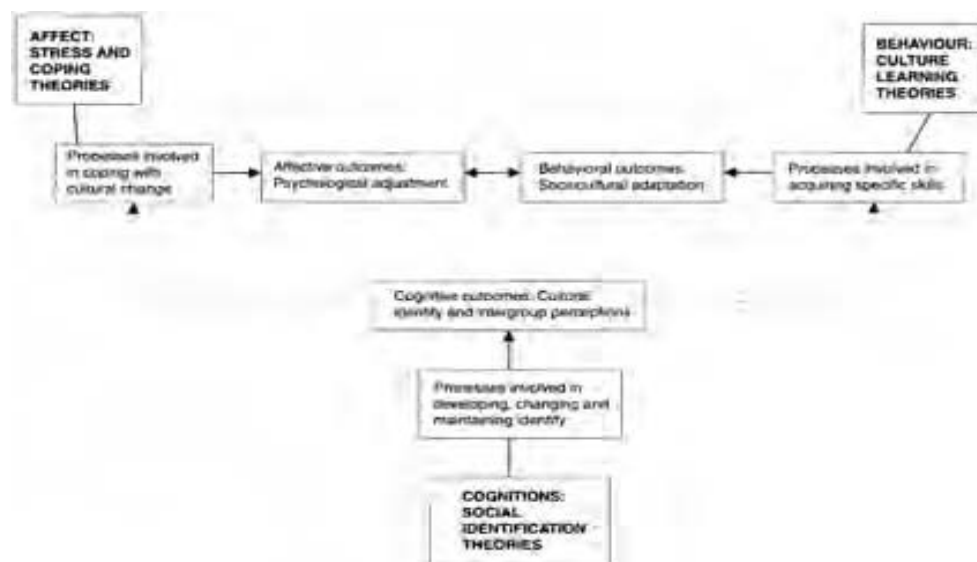 AFFECT:
STRESS AND
COPING
THEORIES
BEHAVIOUR:
CULTURE
LEARNING
THEORIES
Processes involved
in coping with
cultural change
Affective outcomes:
Psychological adjustment
Behavioral outcomes:
Sociocultural adaptation
Processes involved in
acquiring specific skills
Cognitive outcomes: Cultural
identity and intergroup perceptions
Processes involved in
developing, changing and
maintaining identify
COGNITIONS:
SOCIAL
IDENTIFICATION
THEORIES